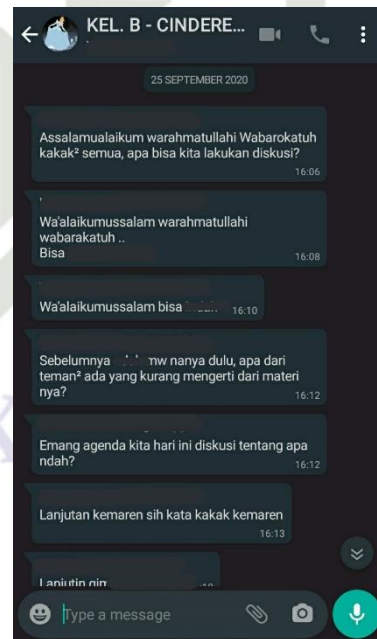 KEL. B - CINDERE...
25 SEPTEMBER 2020
Assalamualaikum warahmatullahi Wabarokatuh
kakak² semua, apa bisa kita lakukan diskusi?
16:06
Wa'alaikumussalam warahmatullahi
wabarakatuh ..
Bisa
16:08
Wa'alaikumussalam bisa
16:10
Sebelumnya mw nanya dulu, apa dari
teman² ada yang kurang mengerti dari materi
nya?
16:12
Emang agenda kita hari ini diskusi tentang apa
ndah?
16:12
Lanjutan kemaren sih kata kakak kemaren
16:13
Type a message